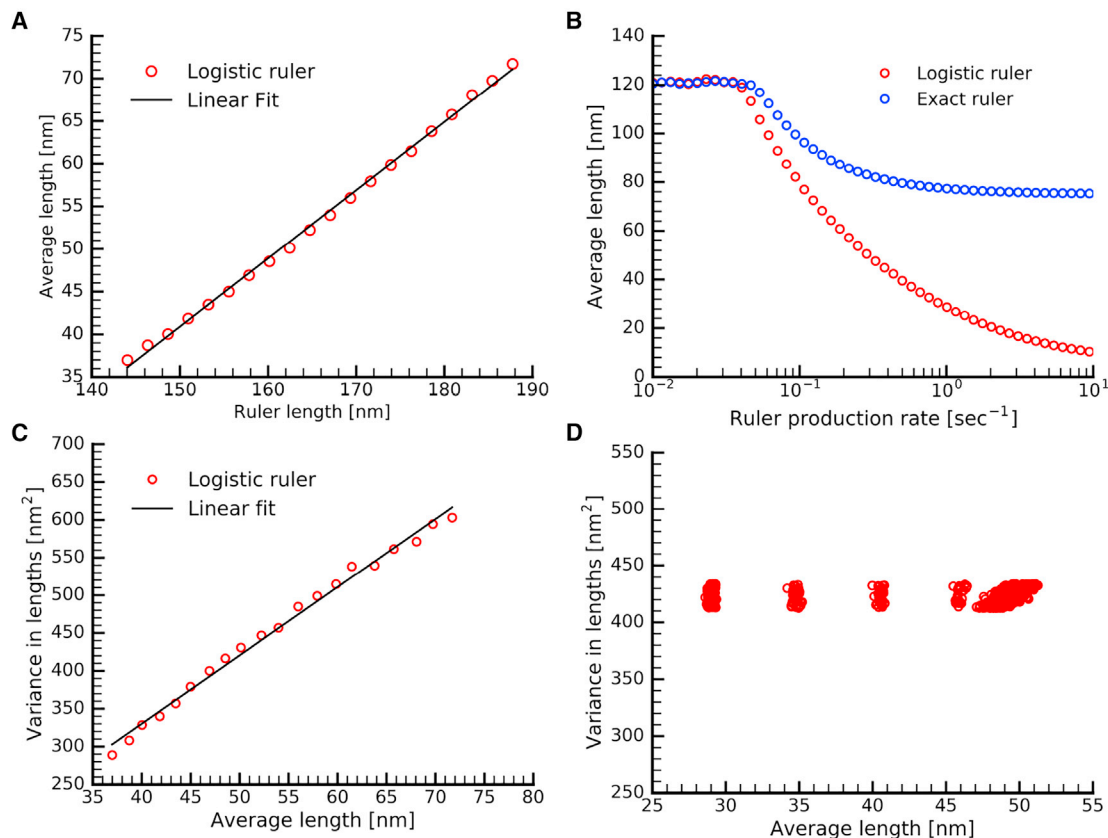 A
75
70
65
60
55
50
45
40
35
Average length [nm]
Logistic ruler
Linear Fit
140 150 160 170 180 190
Ruler length [nm]
B
140
120
100
80
60
40
20
0
Average length [nm]
Logistic ruler
Exact ruler
10⁻² 10⁻¹ 10⁰ 10¹
Ruler production rate [sec⁻¹]
C
700
650
600
550
500
450
400
350
300
250
Variance in lengths [nm²]
Logistic ruler
Linear fit
35 40 45 50 55 60 65 70 75 80
Average length [nm]
D
550
500
450
400
350
300
250
Variance in lengths [nm²]
25 30 35 40 45 50 55
Average length [nm]